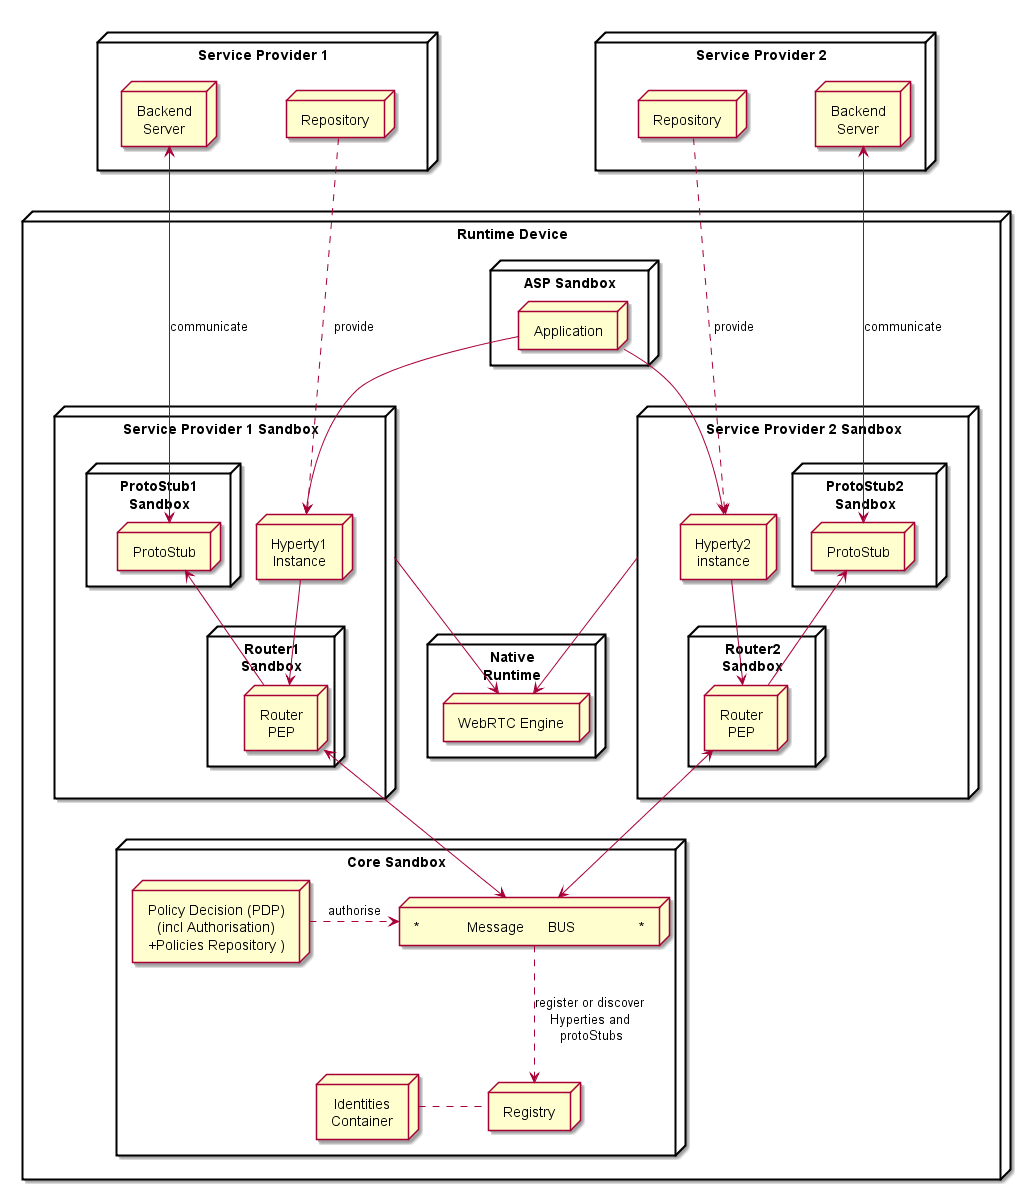 Service Provider 1
Backend
Server
Repository
Service Provider 2
Repository
Backend
Server
Runtime Device
ASP Sandbox
Application
communicate
provide
provide
communicate
Service Provider 1 Sandbox
ProtoStub1
Sandbox
ProtoStub
Hyperty1
Instance
Router1
Sandbox
Router
PEP
Native
Runtime
WebRTC Engine
Service Provider 2 Sandbox
ProtoStub2
Sandbox
ProtoStub
Hyperty2
instance
Router2
Sandbox
Router
PEP
Core Sandbox
Policy Decision (PDP)
(incl Authorisation)
+Policies Repository )
authorise
* Message BUS *
register or discover
Hyperties and
protoStubs
Identities
Container
Registry